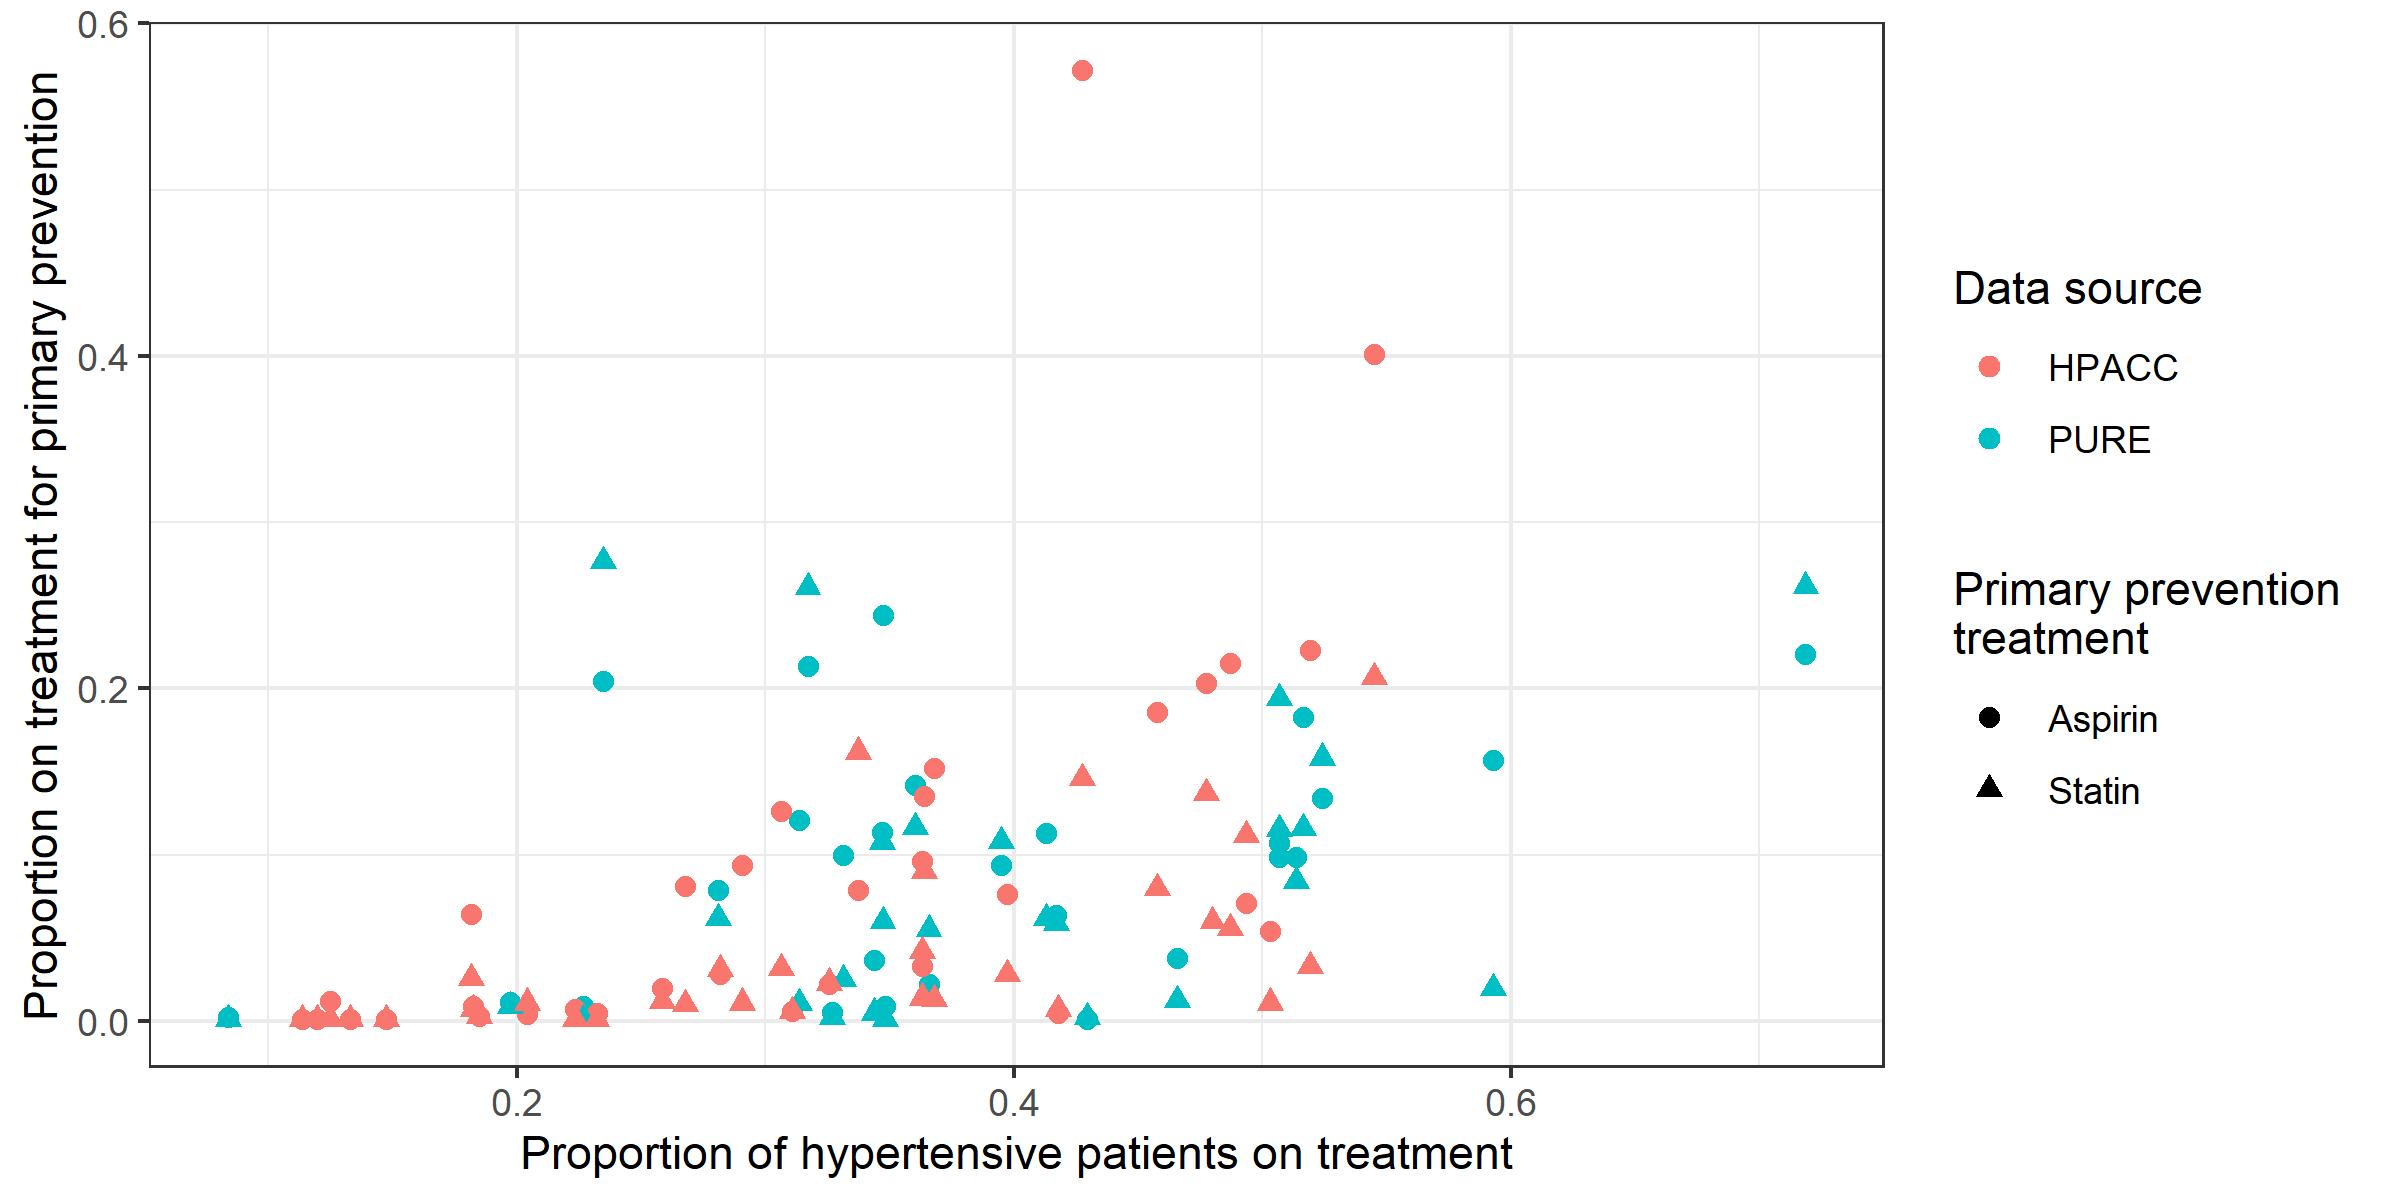 0.6
0.4
0.2
0.0
Proportion on treatment for primary prevention
0.2
0.4
0.6
Proportion of hypertensive patients on treatment
Data source
HPACC
PURE
Primary prevention
treatment
Aspirin
Statin